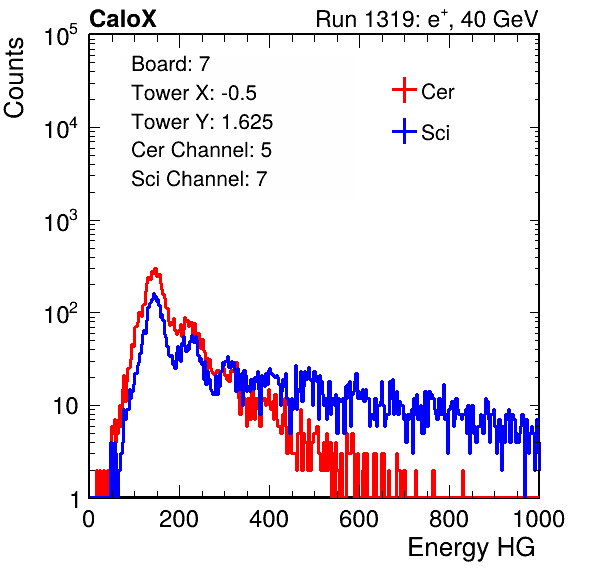 CaloX Run 1319: e⁺, 40 GeV
Counts
10⁵
10⁴
10³
10²
10
1
Board: 7
Tower X: -0.5
Tower Y: 1.625
Cer Channel: 5
Sci Channel: 7
Cer
Sci
0 200 400 600 800 1000
Energy HG